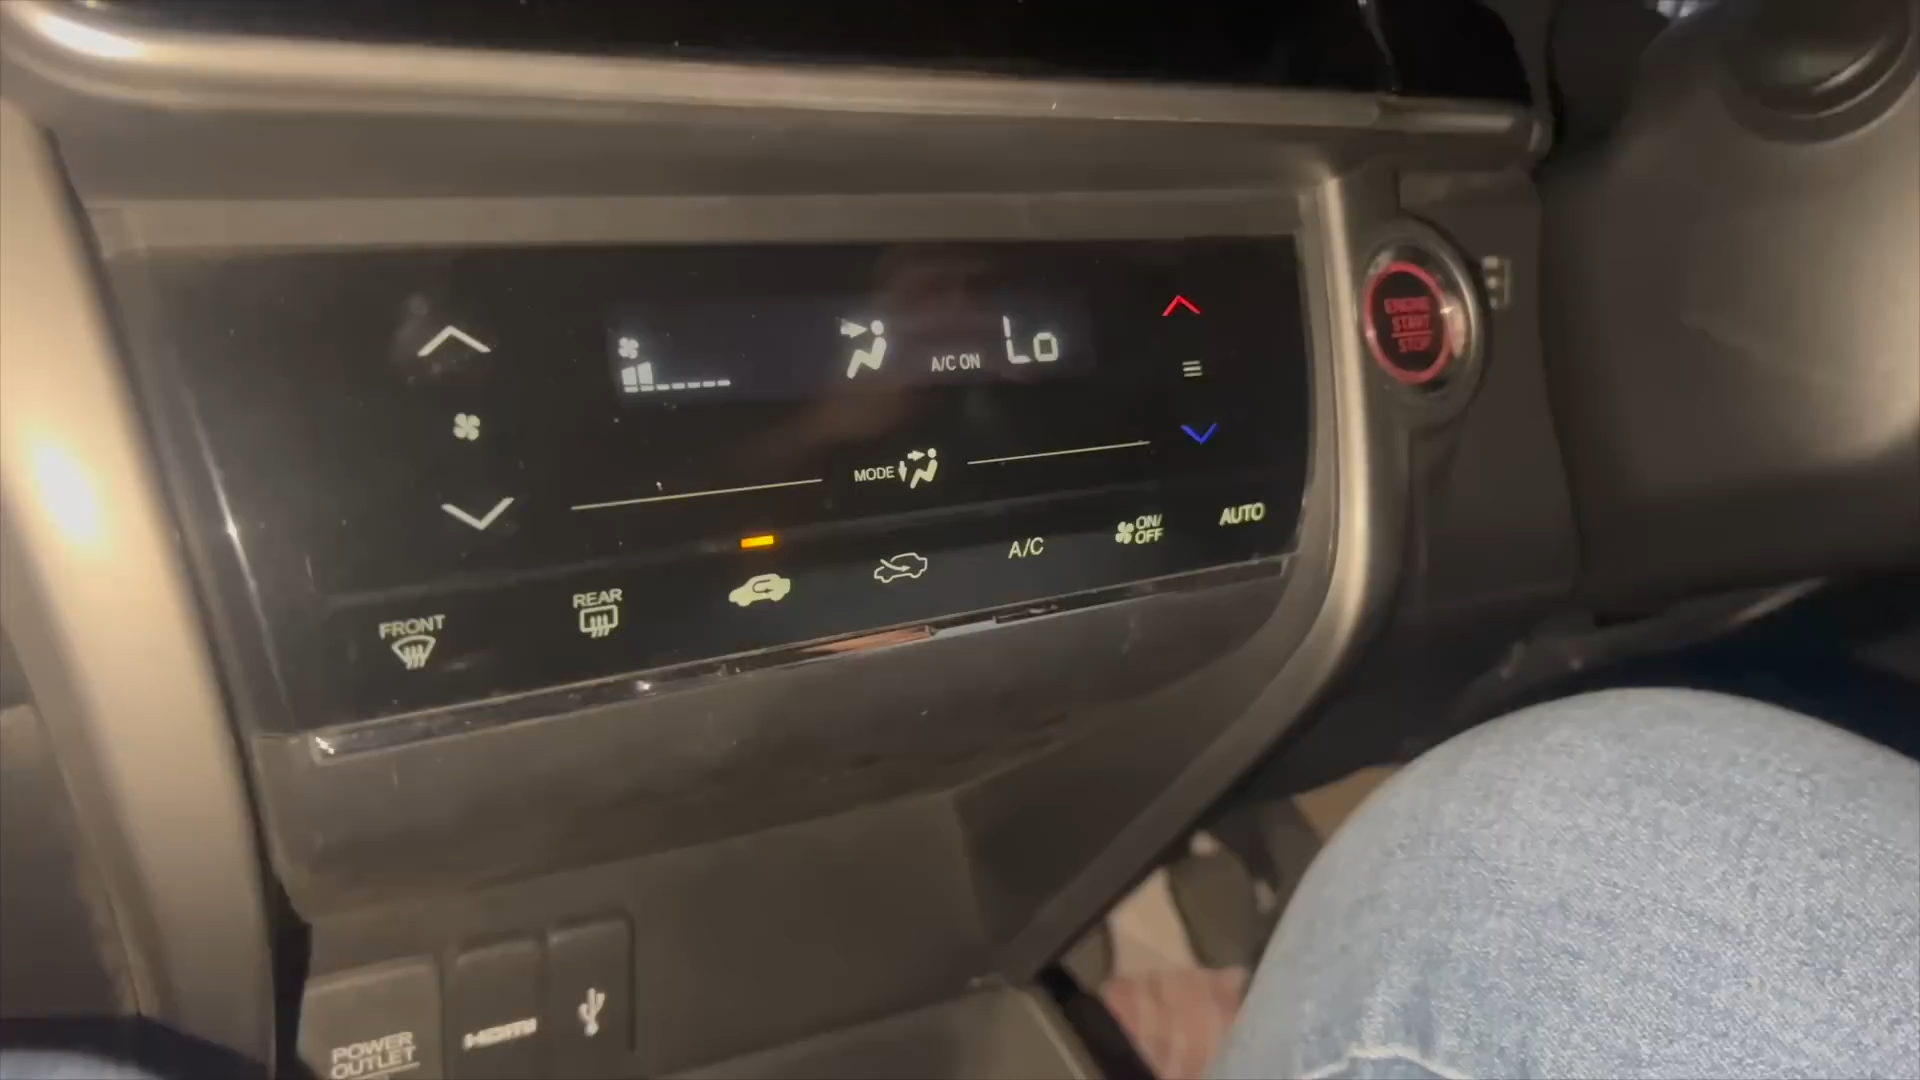 A/C ON
Lo
ENGINE
START
STOP
MODE
FRONT
REAR
A/C
ON/
OFF
AUTO
POWER
OUTLET
HDMI